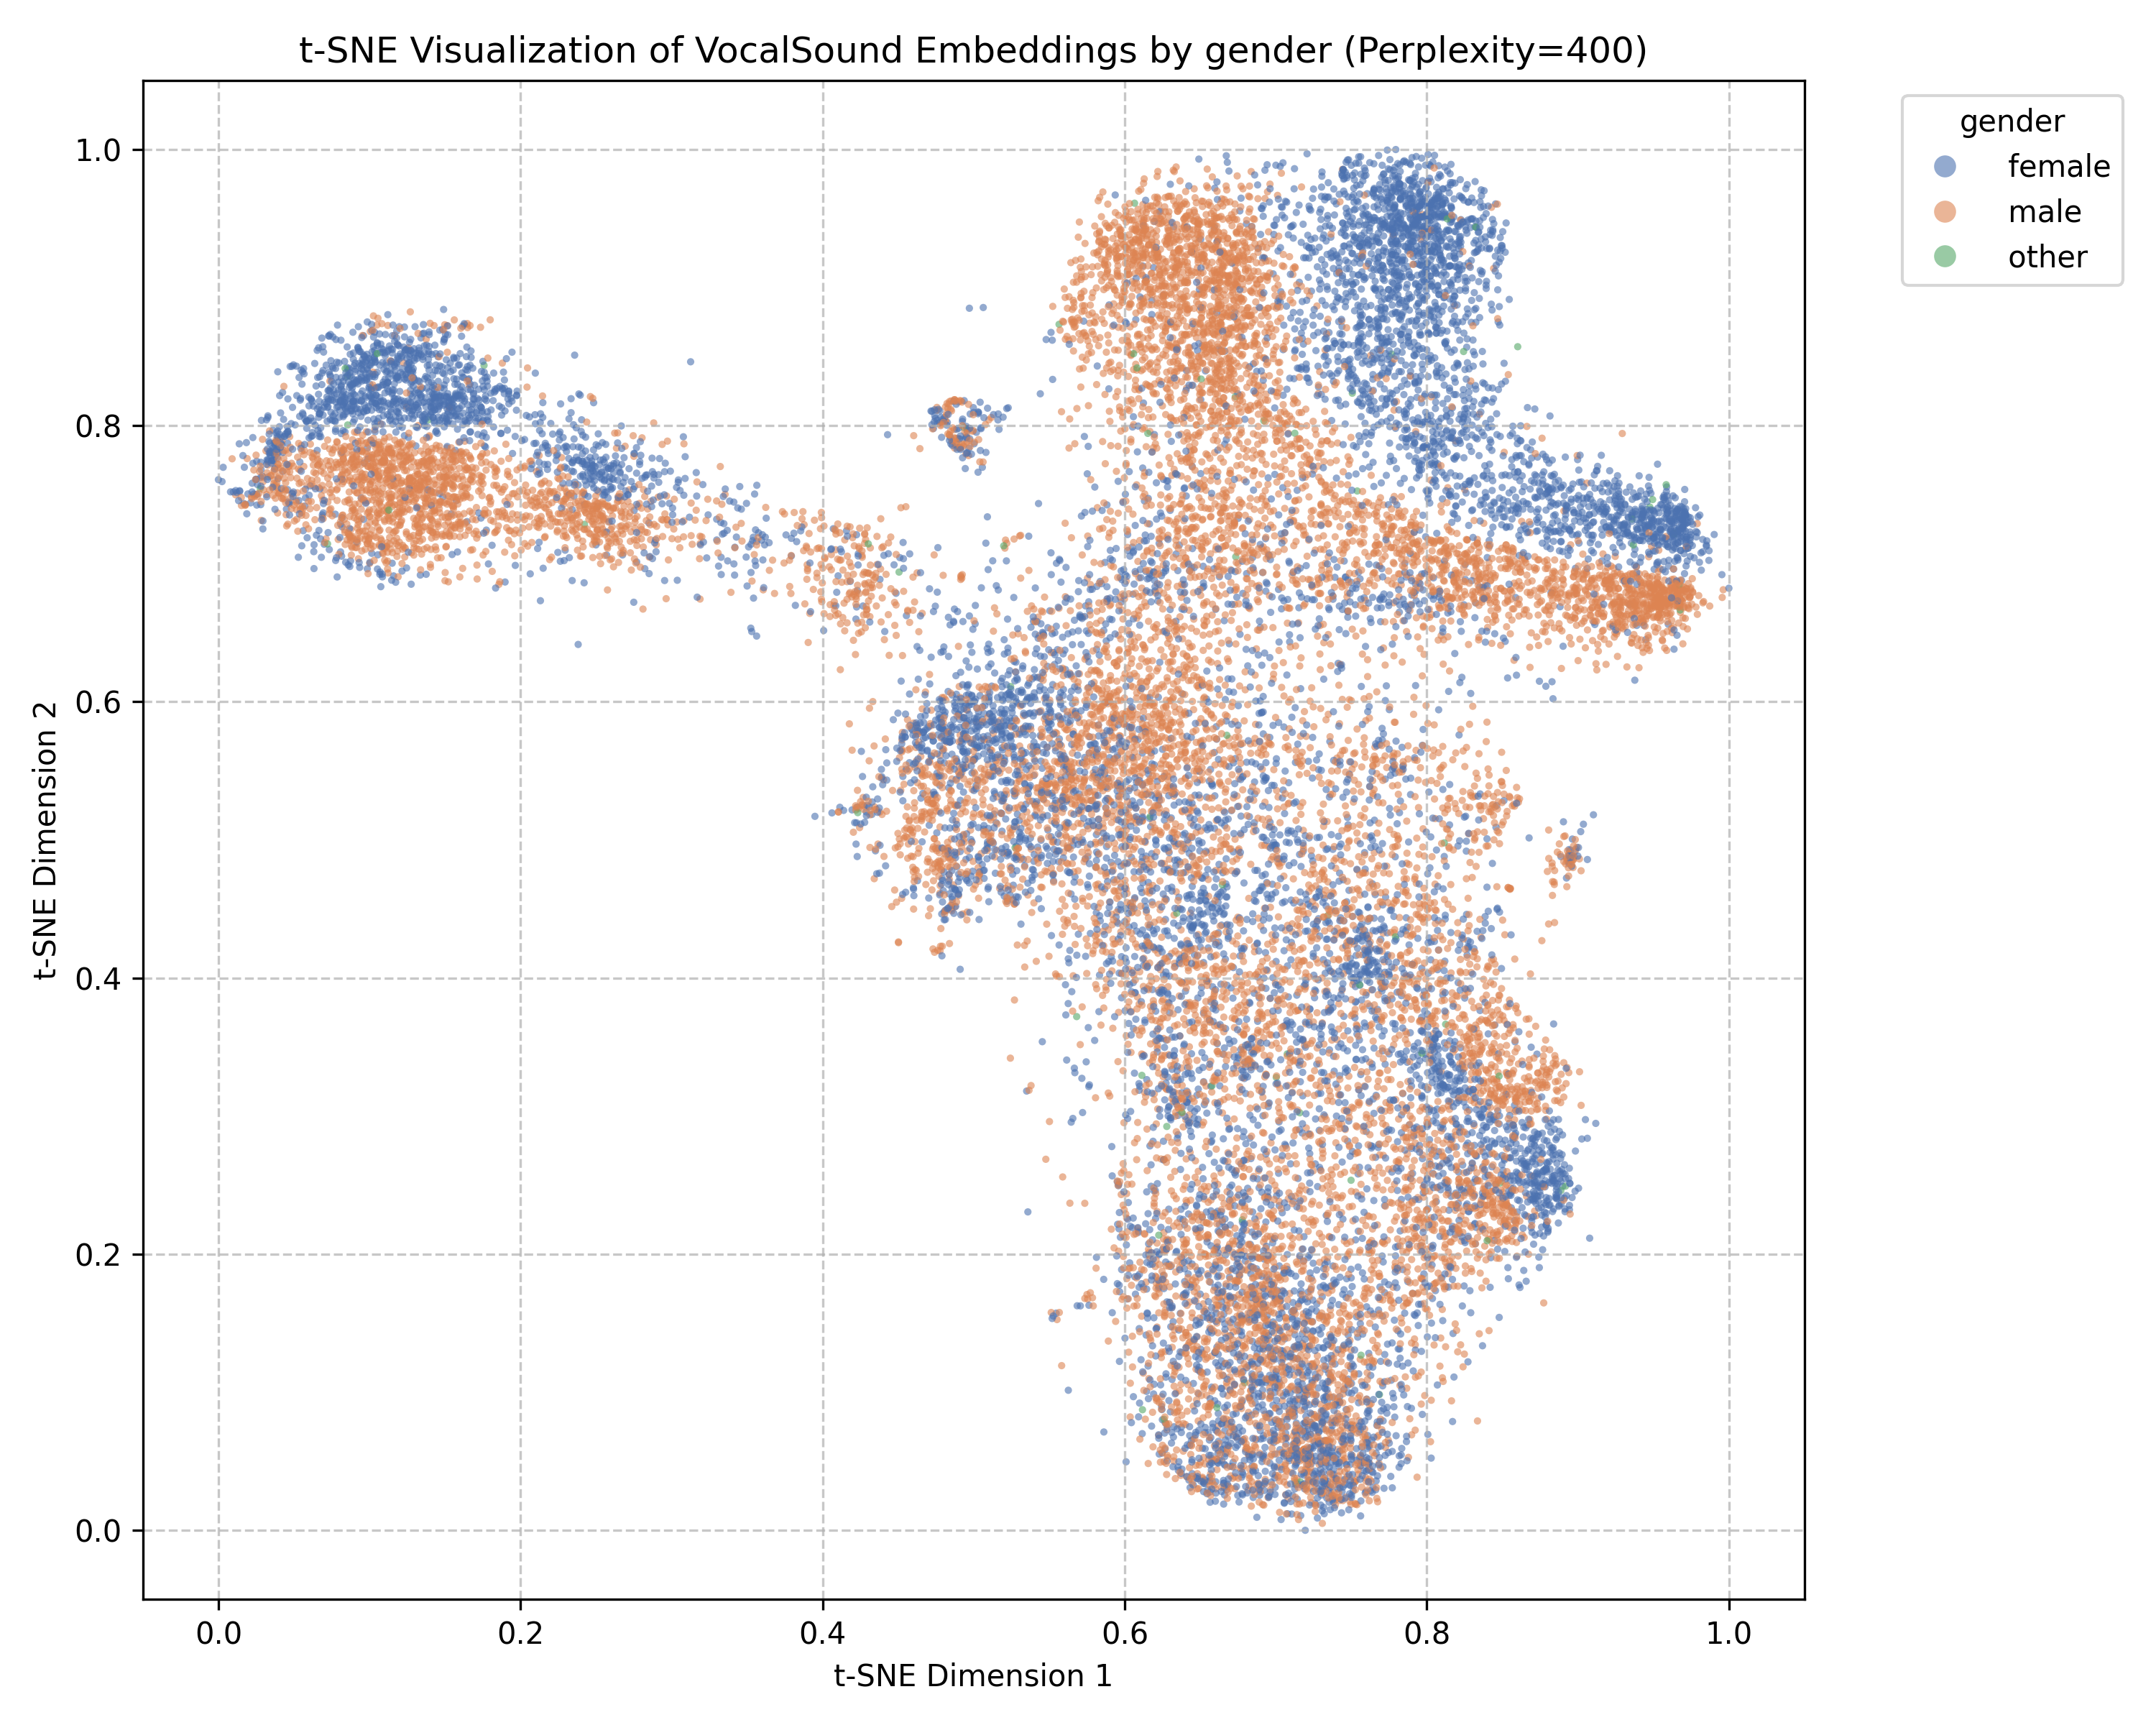 t-SNE Visualization of VocalSound Embeddings by gender (Perplexity=400)
gender
female
male
other
1.0
0.8
0.6
0.4
0.2
0.0
t-SNE Dimension 2
0.0 0.2 0.4 0.6 0.8 1.0
t-SNE Dimension 1